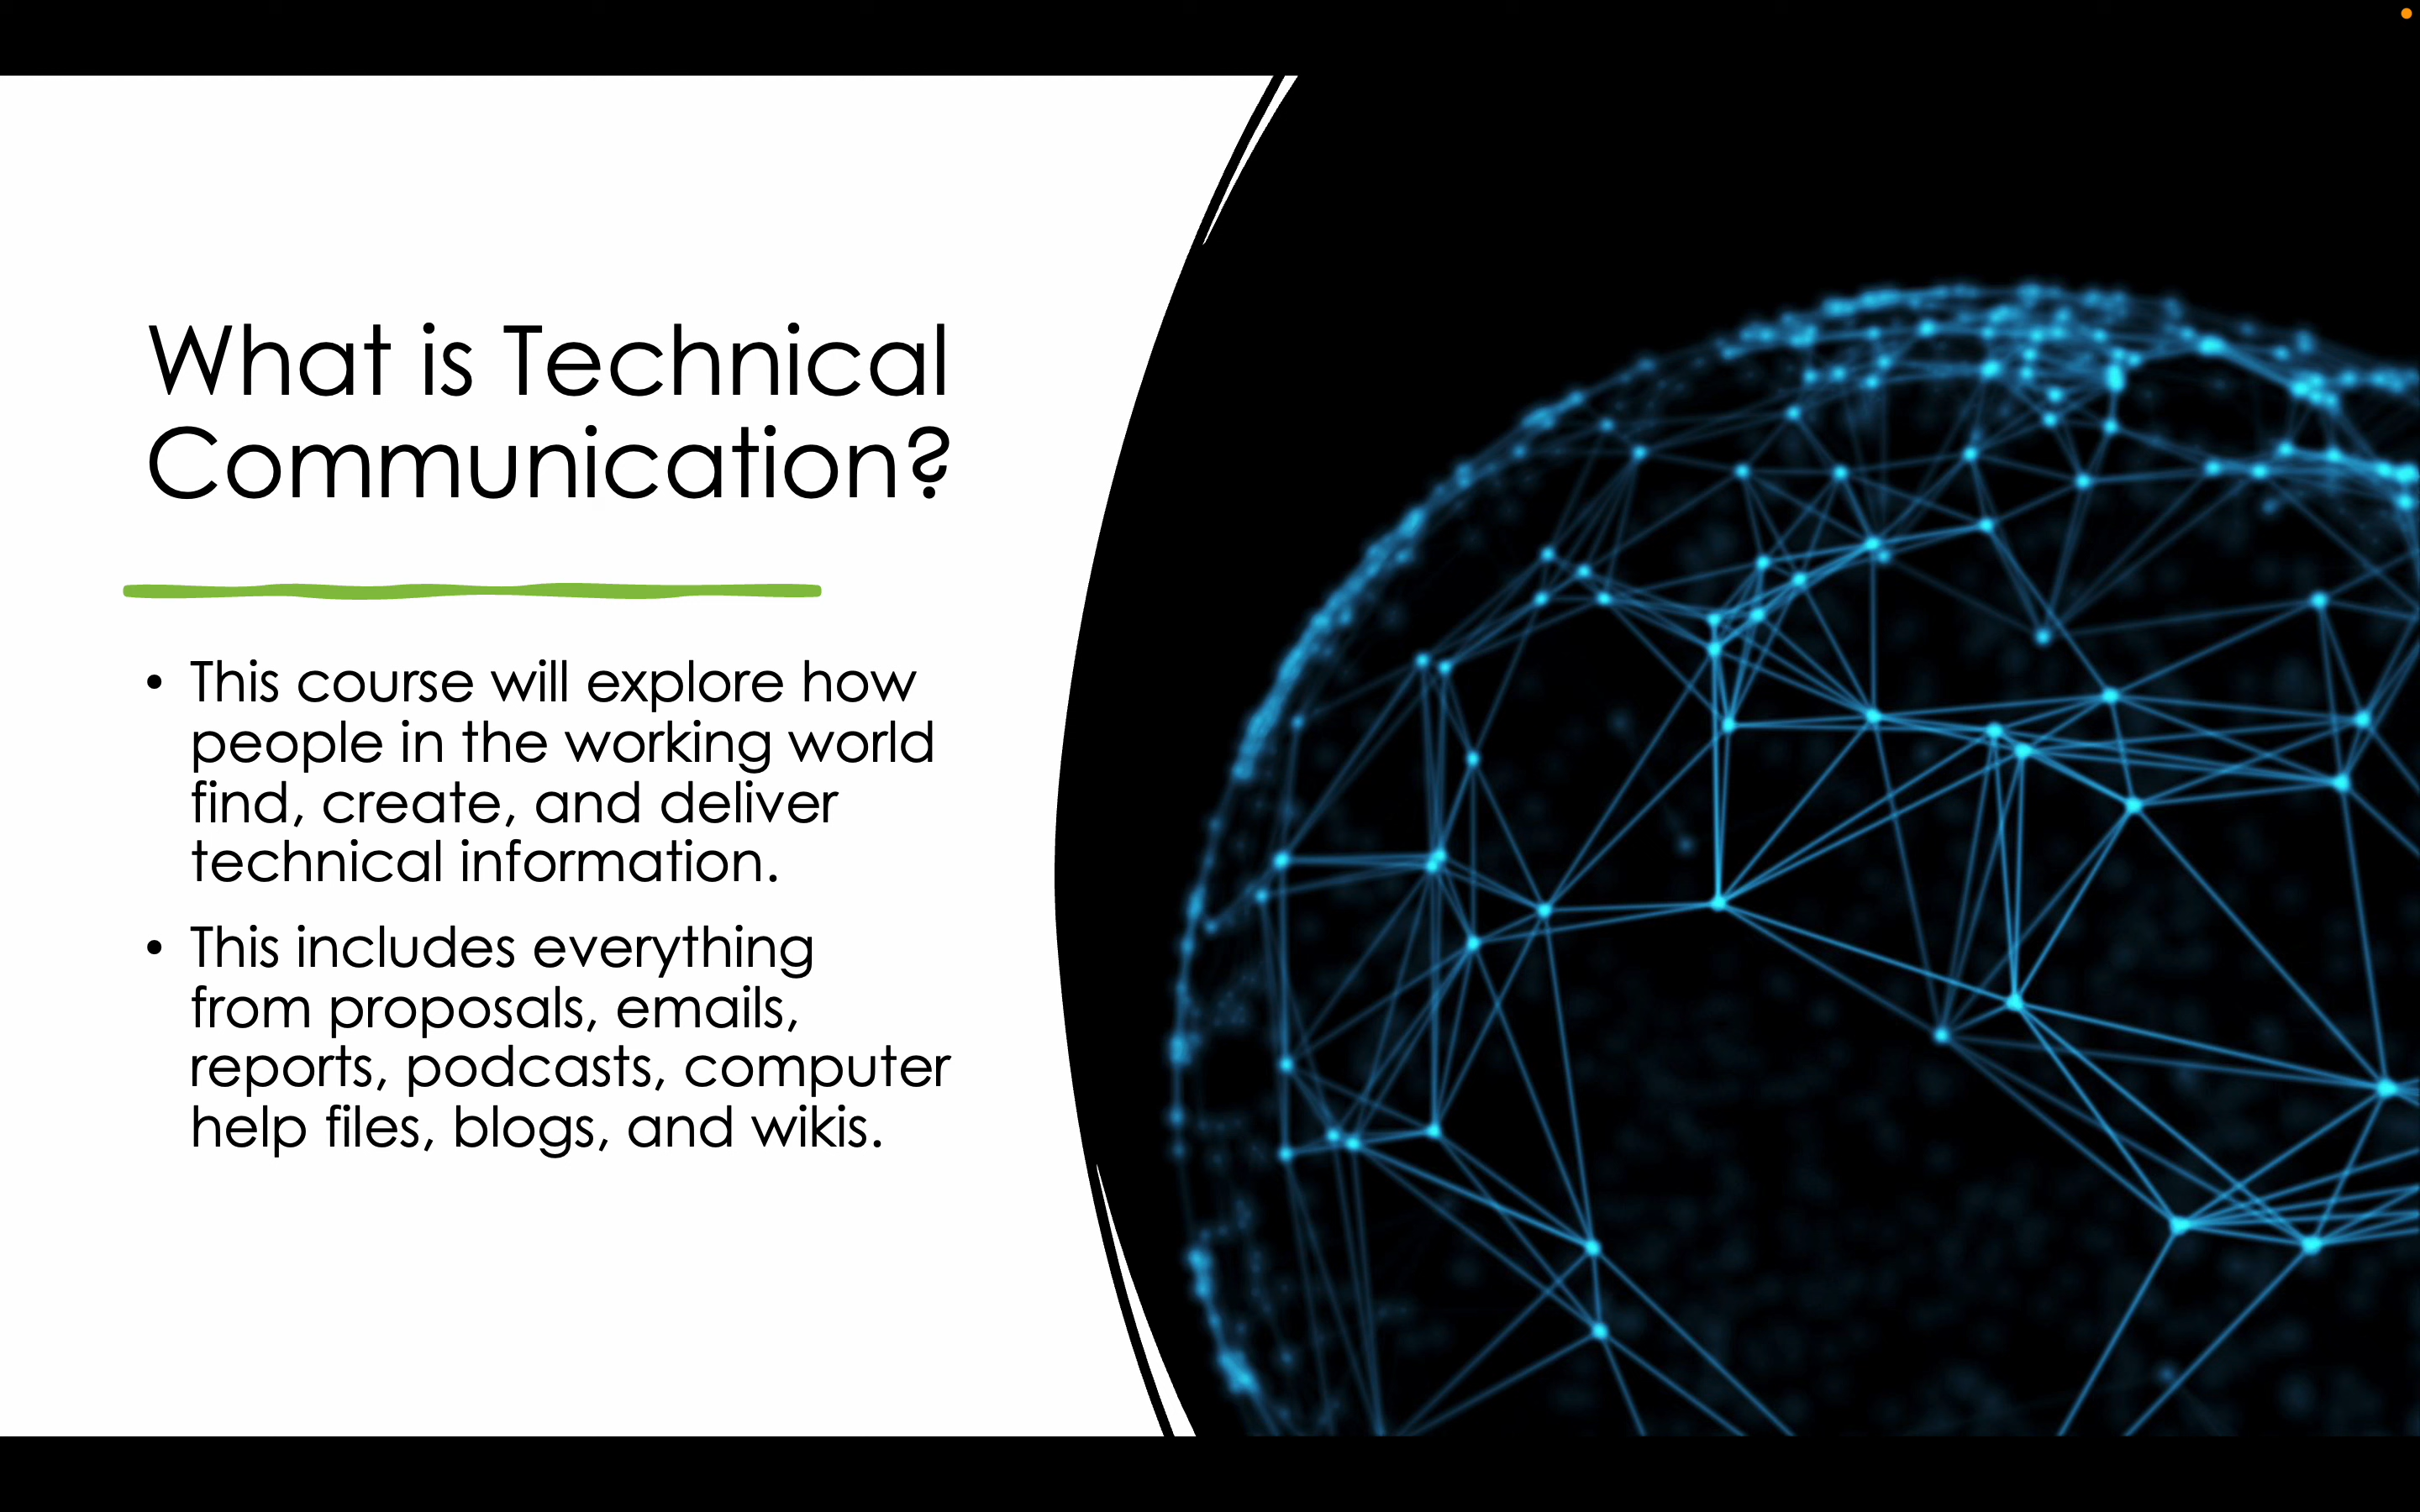 What is Technical
Communication?
• This course will explore how
people in the working world
find, create, and deliver
technical information.
• This includes everything
from proposals, emails,
reports, podcasts, computer
help files, blogs, and wikis.